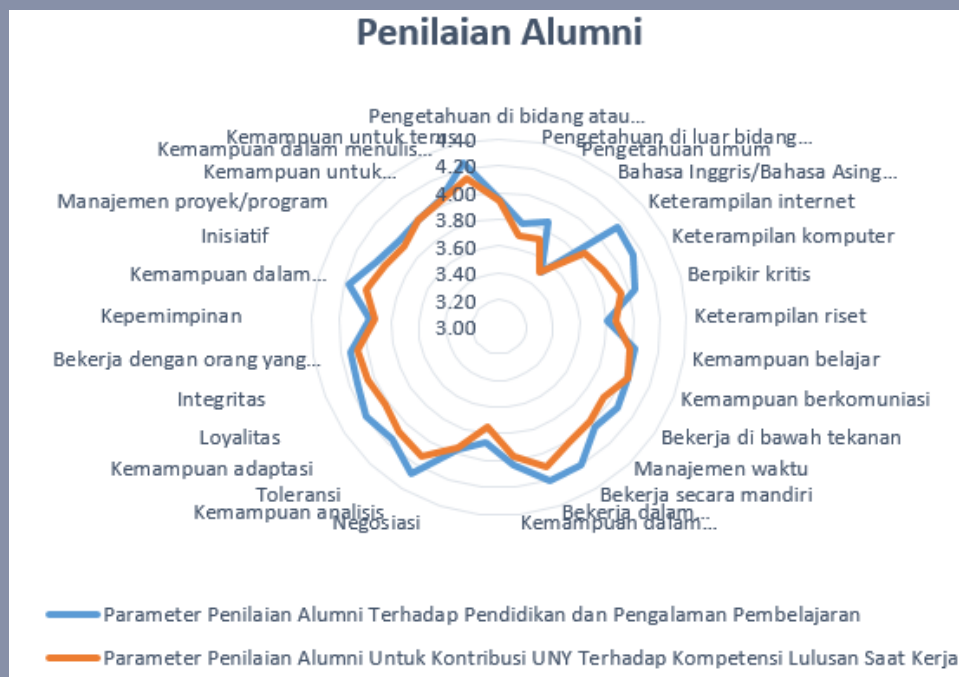 Penilaian Alumni
Pengetahuan di bidang atau...
Pengetahuan di luar bidang...
Pengetahuan umum
Bahasa Inggris/Bahasa Asing...
Keterampilan internet
Keterampilan komputer
Berpikir kritis
Keterampilan riset
Kemampuan belajar
Kemampuan berkomuniasi
Bekerja di bawah tekanan
Manajemen waktu
Bekerja secara mandiri
Bekerja dalam...
Kemampuan dalam...
Negosiasi
Kemampuan analisis
Toleransi
Kemampuan adaptasi
Loyalitas
Integritas
Bekerja dengan orang yang...
Kepemimpinan
Kemampuan dalam...
Inisiatif
Manajemen proyek/program
Kemampuan untuk...
Kemampuan dalam menulis...
Kemampuan untuk terus...
4.40
4.20
4.00
3.80
3.60
3.40
3.20
3.00
Parameter Penilaian Alumni Terhadap Pendidikan dan Pengalaman Pembelajaran
Parameter Penilaian Alumni Untuk Kontribusi UNY Terhadap Kompetensi Lulusan Saat Kerja